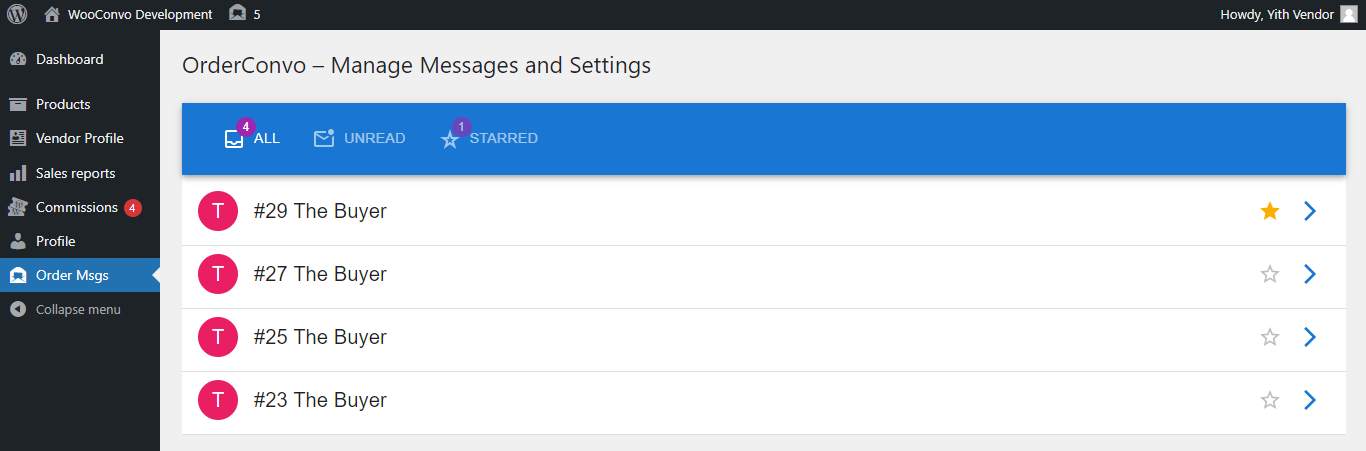 WooConvo Development 5 Howdy, Yith Vendor
Dashboard
Products
Vendor Profile
Sales reports
Commissions 4
Profile
Order Msgs
Collapse menu
OrderConvo – Manage Messages and Settings
4 ALL UNREAD 1 STARRED
T #29 The Buyer
T #27 The Buyer
T #25 The Buyer
T #23 The Buyer